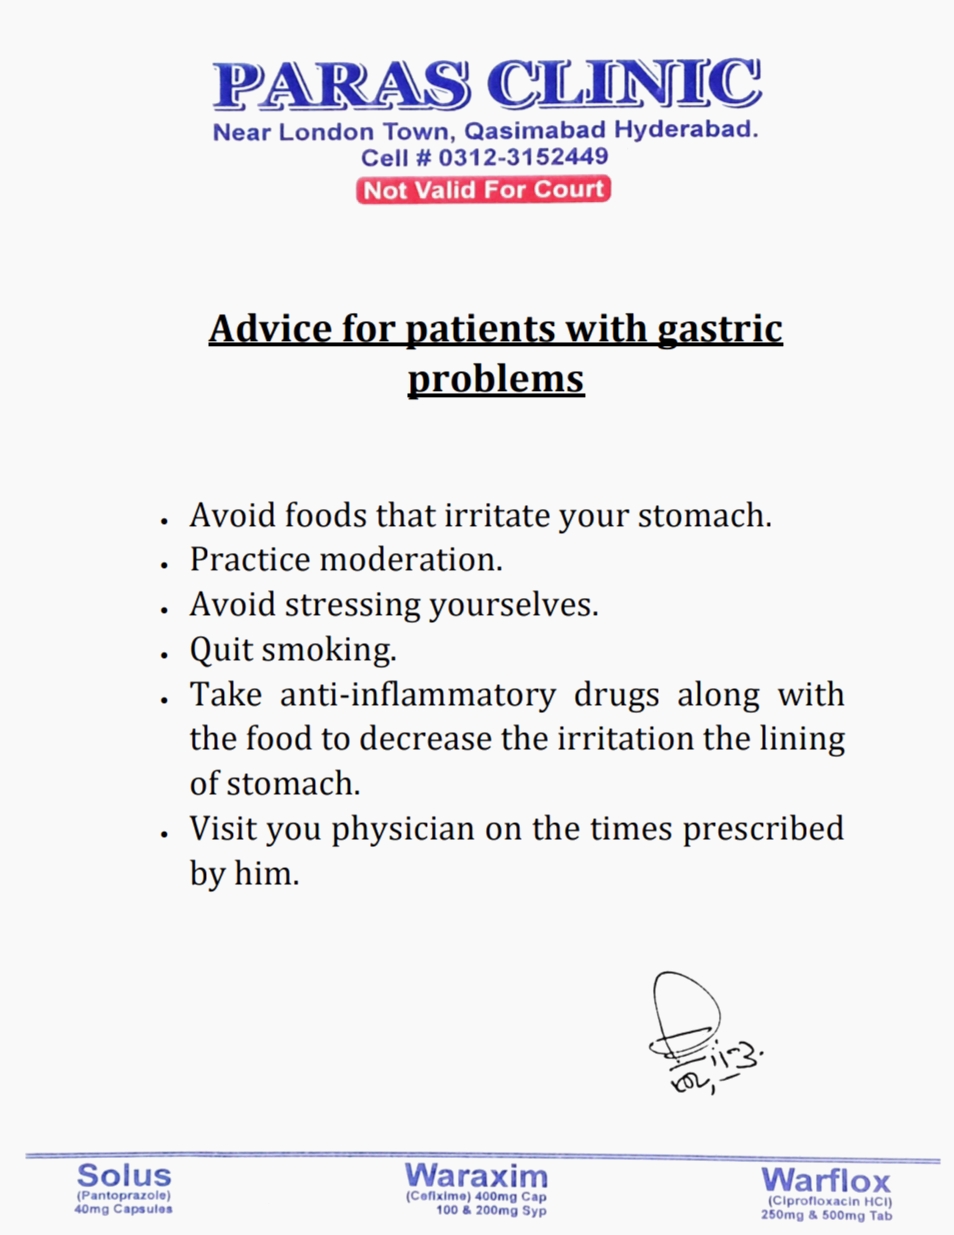 PARAS CLINIC
Near London Town, Qasimabad Hyderabad.
Cell # 0312-3152449
Not Valid For Court
Advice for patients with gastric
problems
• Avoid foods that irritate your stomach.
• Practice moderation.
• Avoid stressing yourselves.
• Quit smoking.
• Take anti-inflammatory drugs along with
the food to decrease the irritation the lining
of stomach.
• Visit you physician on the times prescribed
by him.
Solus
(Pantoprazole)
40mg Capsules
Waraxim
(Cefixime) 400mg Cap
100 & 200mg Syp
Warflox
(Ciprofloxacin HCl)
250mg & 500mg Tab